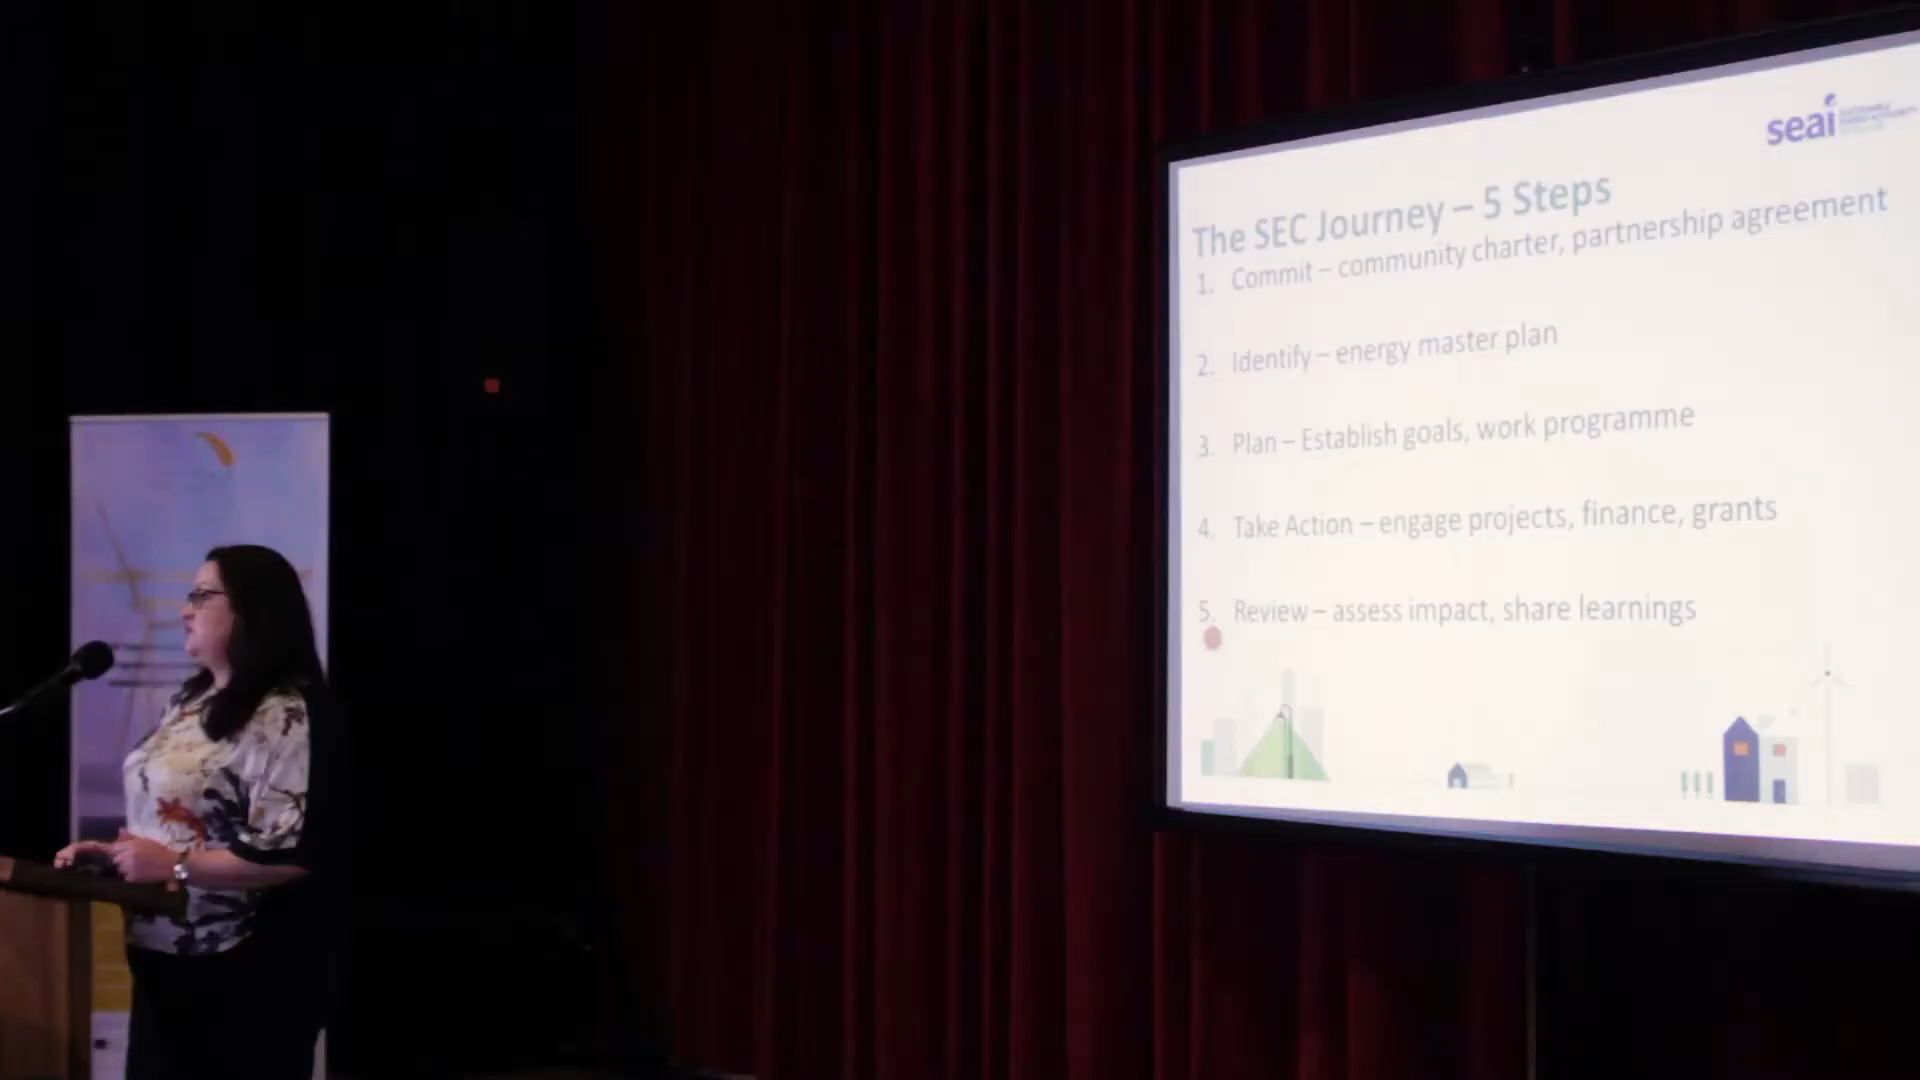 seai
The SEC Journey – 5 Steps
1. Commit – community charter, partnership agreement
2. Identify – energy master plan
3. Plan – Establish goals, work programme
4. Take Action – engage projects, finance, grants
5. Review – assess impact, share learnings